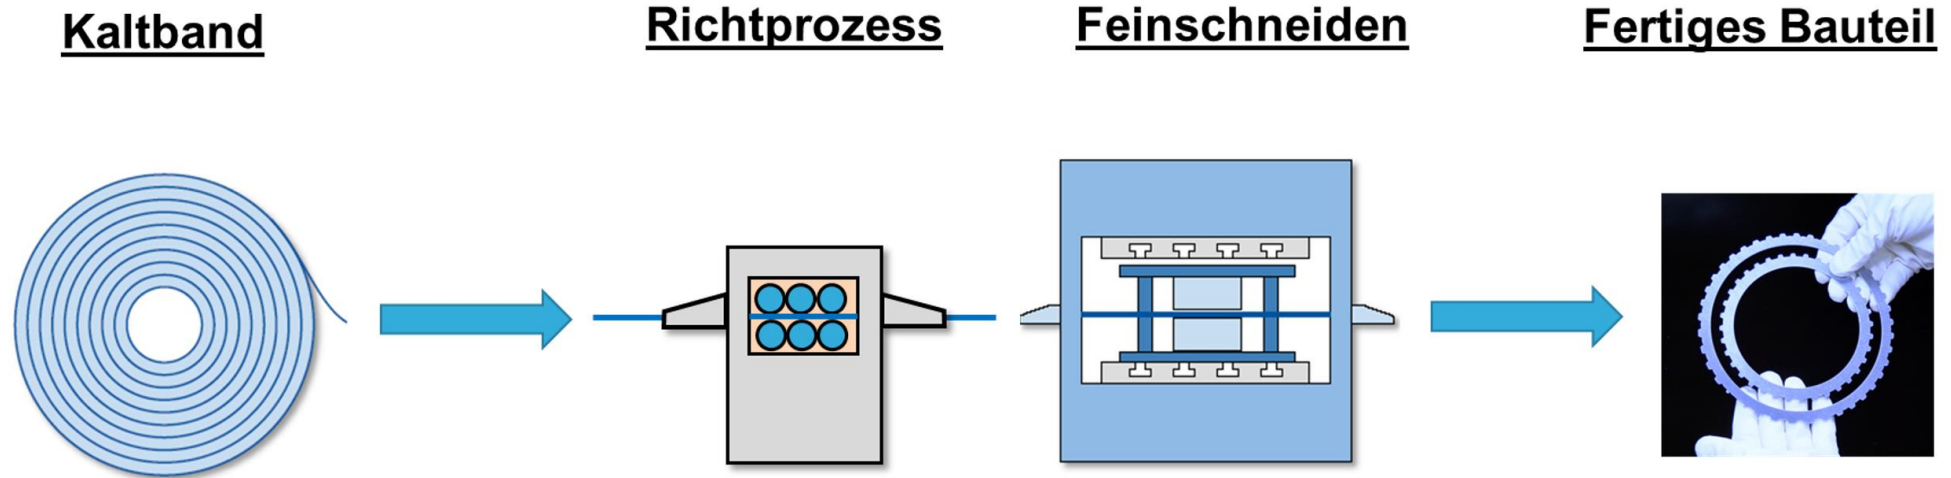 Kaltband
Richtprozess
Feinschneiden
Fertiges Bauteil